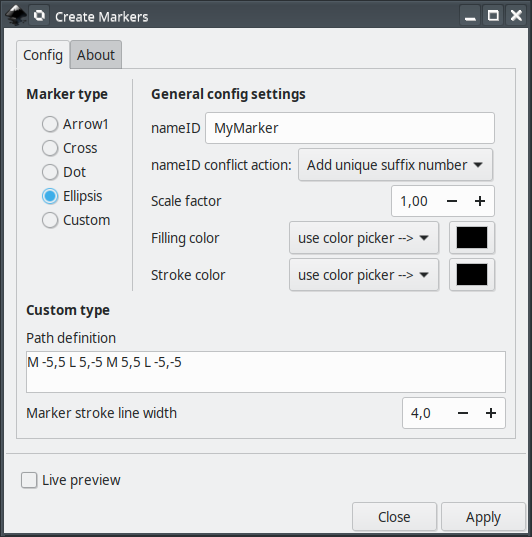 Create Markers
Config About
Marker type
Arrow1
Cross
Dot
Ellipsis
Custom
General config settings
nameID MyMarker
nameID conflict action: Add unique suffix number
Scale factor 1,00 − +
Filling color use color picker -->
Stroke color use color picker -->
Custom type
Path definition
M -5,5 L 5,-5 M 5,5 L -5,-5
Marker stroke line width 4,0 − +
Live preview
Close Apply